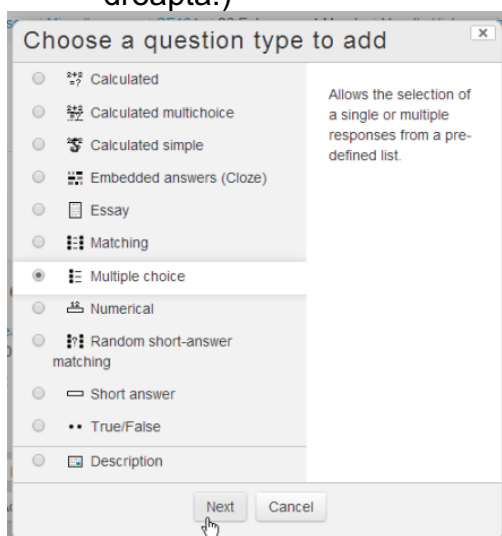 dreapta.)
Choose a question type to add
Calculated
Allows the selection of
a single or multiple
responses from a pre-
defined list.
Calculated multichoice
Calculated simple
Embedded answers (Cloze)
Essay
Matching
Multiple choice
Numerical
Random short-answer
matching
Short answer
True/False
Description
Next Cancel